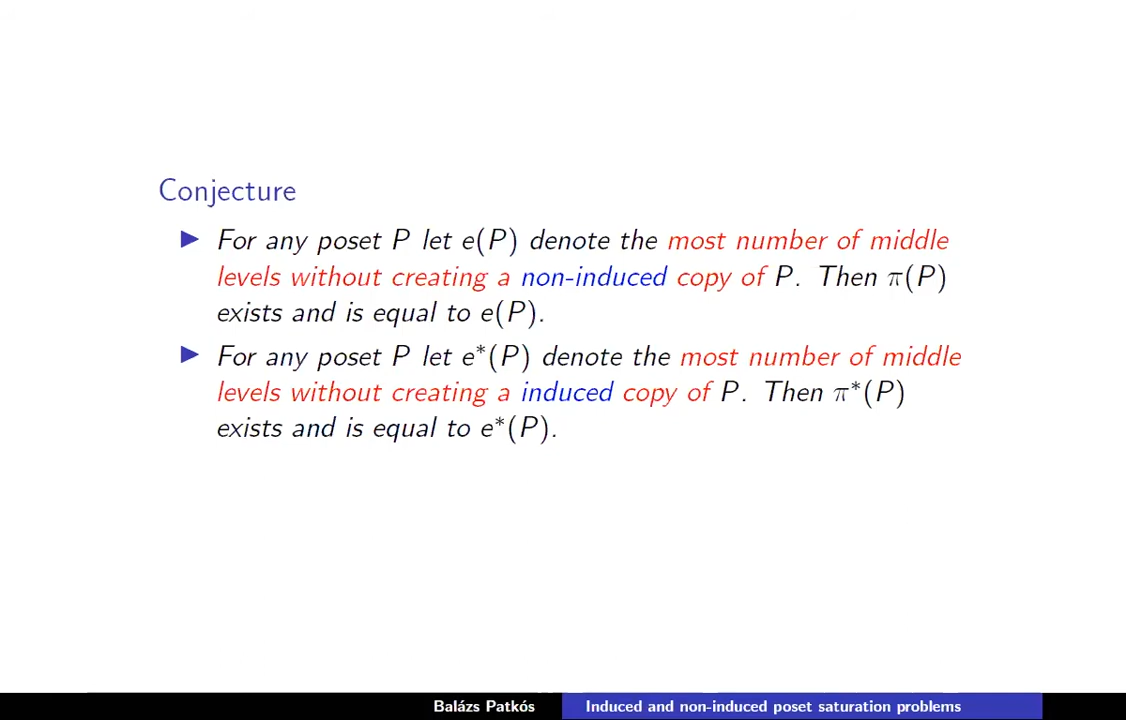 Conjecture
▶ For any poset P let e(P) denote the most number of middle
levels without creating a non-induced copy of P. Then π(P)
exists and is equal to e(P).
▶ For any poset P let e*(P) denote the most number of middle
levels without creating a induced copy of P. Then π*(P)
exists and is equal to e*(P).
Balázs Patkós Induced and non-induced poset saturation problems